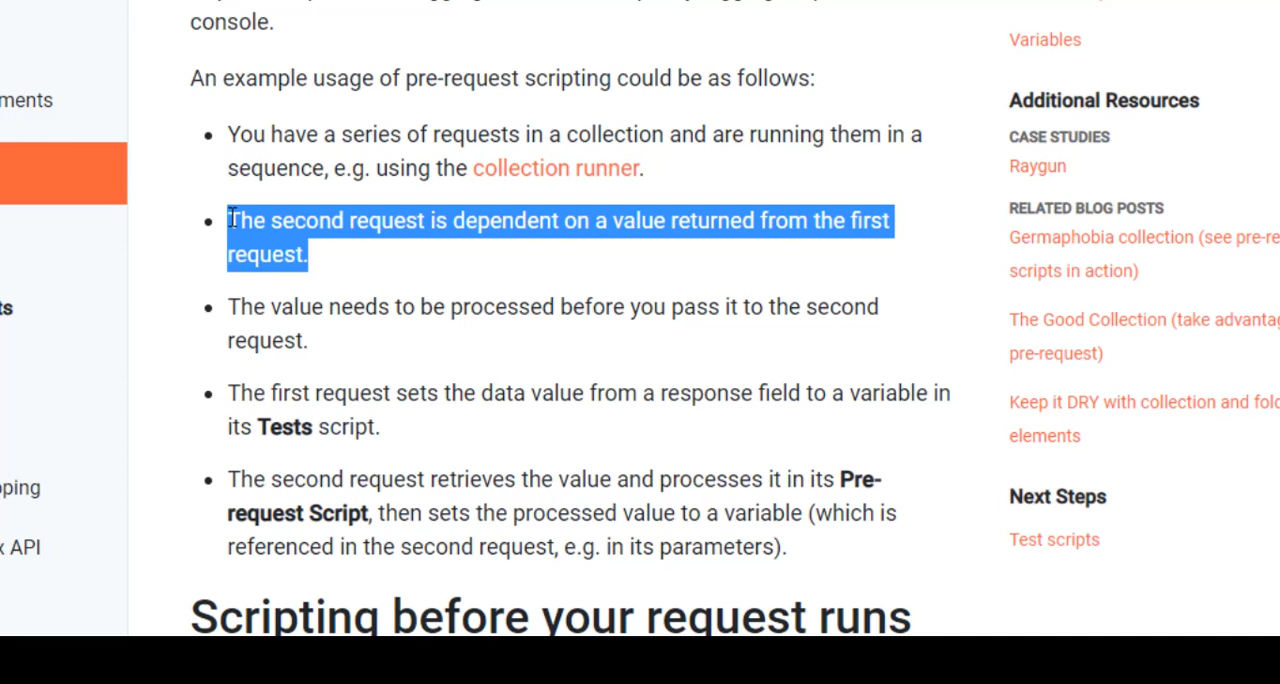 console.
An example usage of pre-request scripting could be as follows:
You have a series of requests in a collection and are running them in a
sequence, e.g. using the collection runner.
The second request is dependent on a value returned from the first
request.
The value needs to be processed before you pass it to the second
request.
The first request sets the data value from a response field to a variable in
its Tests script.
The second request retrieves the value and processes it in its Pre-
request Script, then sets the processed value to a variable (which is
referenced in the second request, e.g. in its parameters).
Scripting before your request runs
Variables
Additional Resources
CASE STUDIES
Raygun
RELATED BLOG POSTS
Germaphobia collection (see pre-re
scripts in action)
The Good Collection (take advantag
pre-request)
Keep it DRY with collection and fold
elements
Next Steps
Test scripts
ments
ts
pping
x API